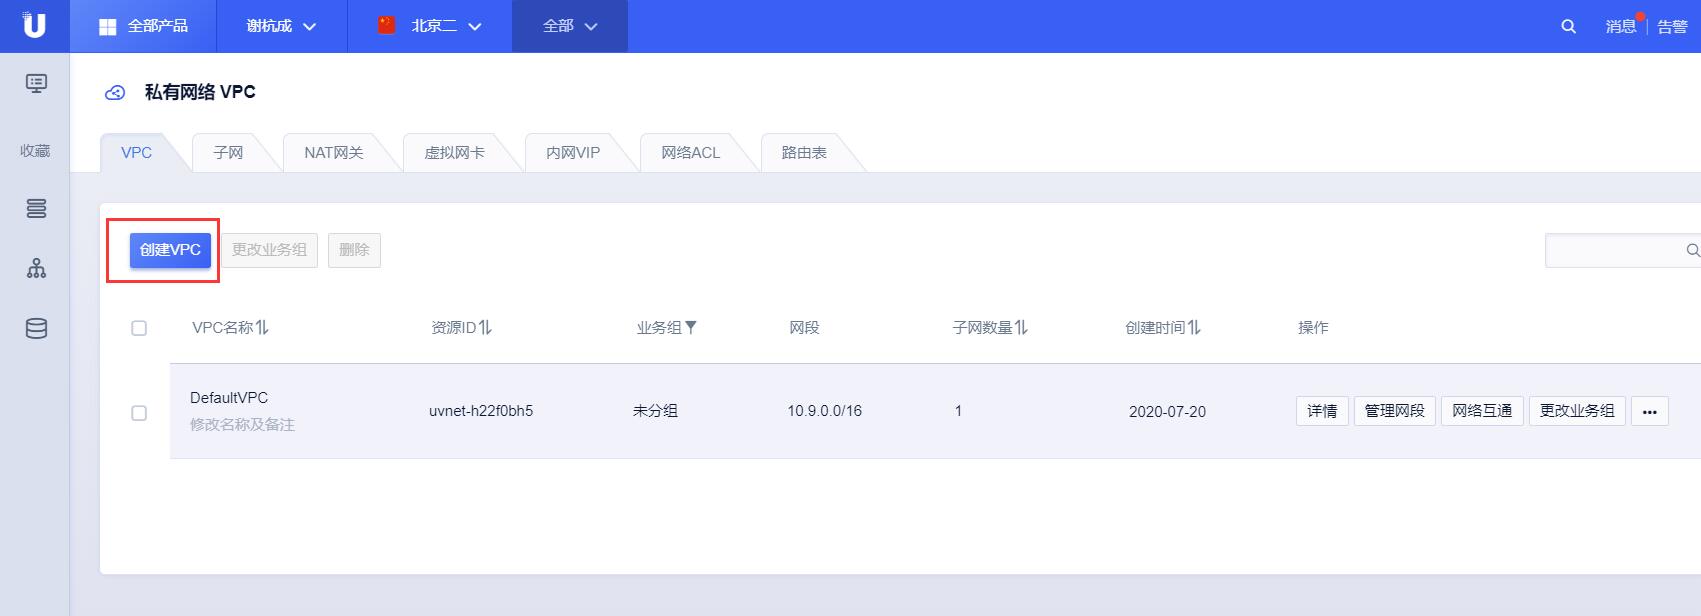 U 全部产品 谢杭成 北京二 全部 消息 告警
收藏
私有网络 VPC
VPC 子网 NAT网关 虚拟网卡 内网VIP 网络ACL 路由表
创建VPC 更改业务组 删除
VPC名称 资源ID 业务组 网段 子网数量 创建时间 操作
DefaultVPC
修改名称及备注
uvnet-h22f0bh5 未分组 10.9.0.0/16 1 2020-07-20 详情 管理网段 网络互通 更改业务组 ...